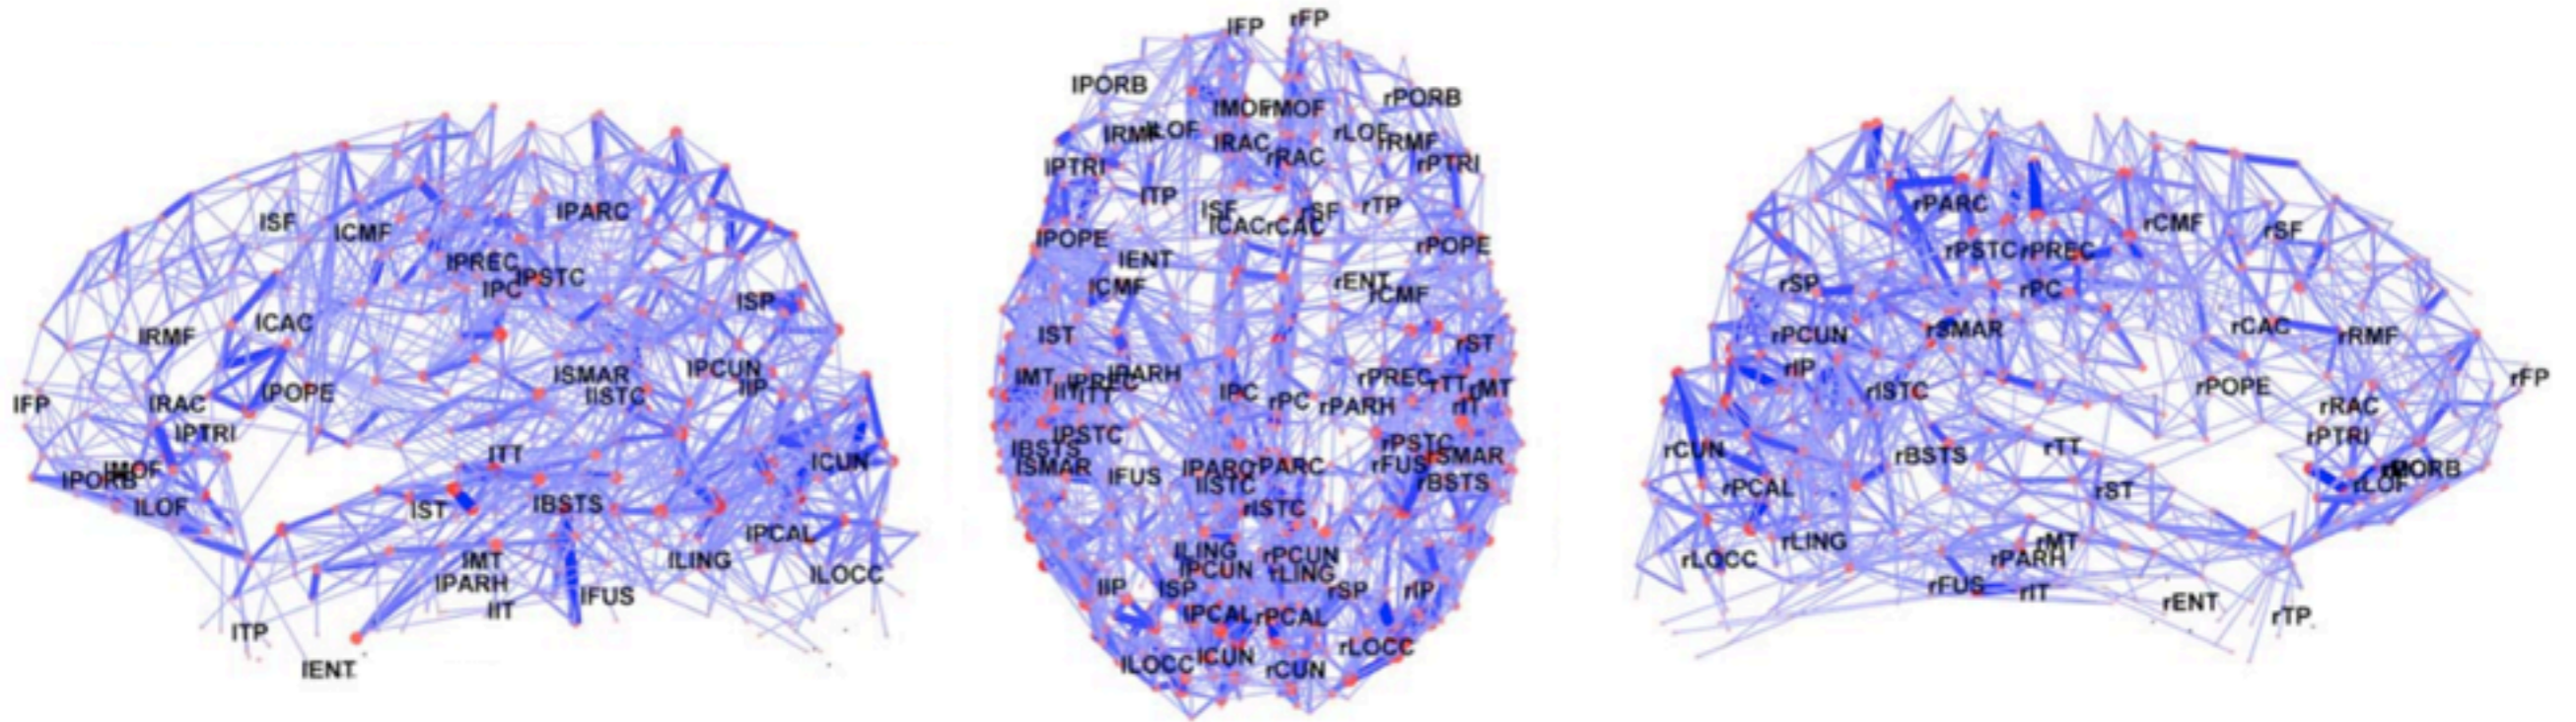 lSF
lCMF
lPARC
lPREC
lPSTC
lPC
lSP
lRMF
lCAC
lSMAR
lPCUN
lIP
lISTC
lFP
lRAC
lPOPE
lPTRI
lTT
lCUN
lPORB
lMOF
lLOF
lST
lBSTS
lPCAL
lMT
lLING
lPARH
lLOCC
lIT
lFUS
lTP
lENT
lFP rFP
lPORB rPORB
lMOF rMOF
lRMF lLOF rLOF rRMF
lRAC rRAC
lPTRI rPTRI
lTP rTP
lSF rSF
lCAC rCAC
lPOPE rPOPE
lENT rENT
lCMF rCMF
lST rST
lMT lPREC lPARH rPREC rTT rMT
lIT lTT lPC rPC rPARH rIT
lPSTC rPSTC
lBSTS rSMAR
lSMAR lFUS lPARC rPARC rFUS
lISTC rBSTS
rISTC
lLING rPCUN
lPCUN rLING
lIP lSP rSP rIP
lPCAL rPCAL
lLOCC lCUN rCUN rLOCC
rPARC
rCMF
rSF
rPSTC rPREC
rSP
rPC
rPCUN
rSMAR
rCAC
rRMF
rIP
rISTC
rPOPE
rFP
rRAC
rPTRI
rCUN
rBSTS
rTT
rPORB
rLOF
rPCAL
rST
rLING
rMT
rLOCC
rPARH
rFUS
rIT
rENT
rTP